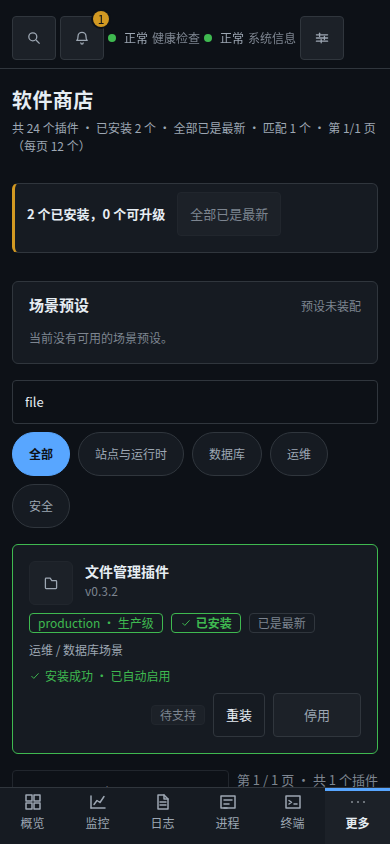 1
正常 健康检查 正常 系统信息
软件商店
共 24 个插件 · 已安装 2 个 · 全部已是最新 · 匹配 1 个 · 第 1/1 页
（每页 12 个）
2 个已安装，0 个可升级 全部已是最新
场景预设 预设未装配
当前没有可用的场景预设。
file
全部 站点与运行时 数据库 运维
安全
文件管理插件
v0.3.2
production · 生产级 ✓ 已安装 已是最新
运维 / 数据库场景
✓ 安装成功 · 已自动启用
待支持 重装 停用
第 1 / 1 页 · 共 1 个插件
概览 监控 日志 进程 终端 更多